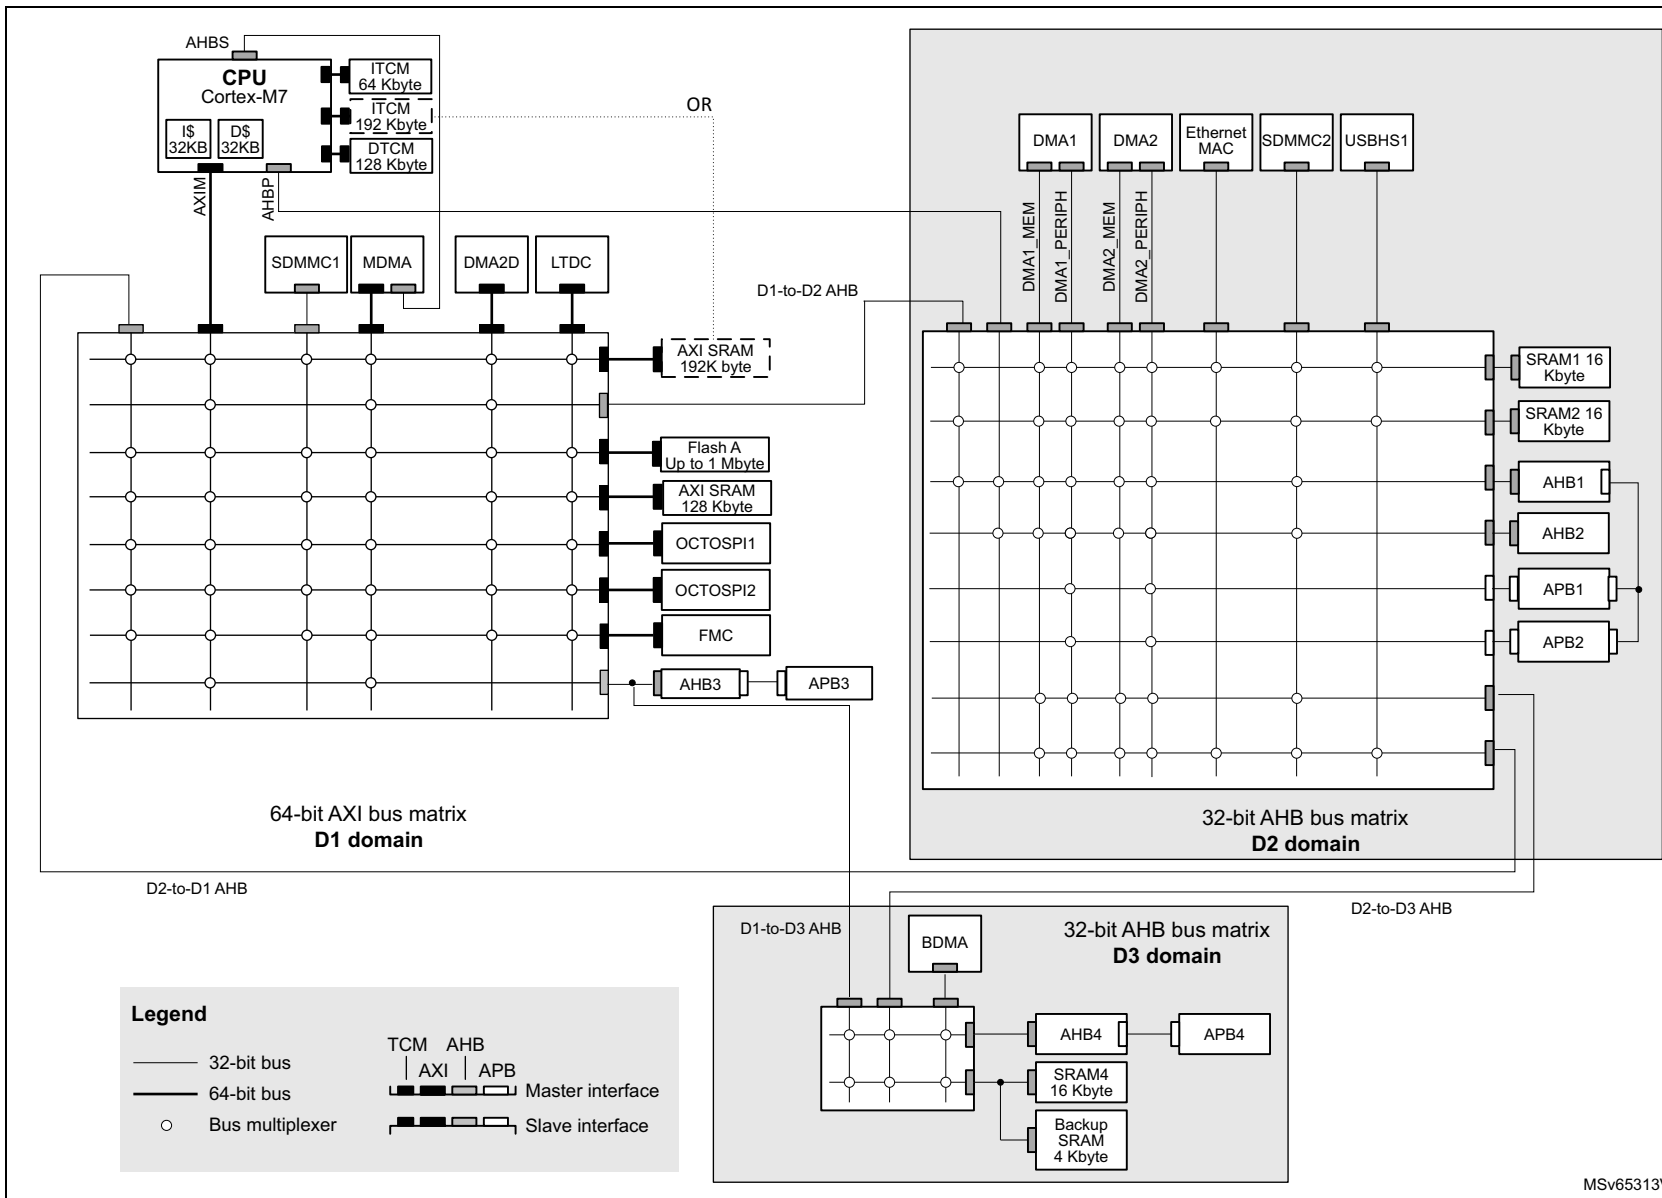 AHBS
CPU
Cortex-M7
I$
32KB
D$
32KB
ITCM
64 Kbyte
ITCM
192 Kbyte
DTCM
128 Kbyte
OR
AXIM
AHBP
SDMMC1
MDMA
DMA2D
LTDC
D1-to-D2 AHB
AXI SRAM
192K byte
Flash A
Up to 1 Mbyte
AXI SRAM
128 Kbyte
OCTOSPI1
OCTOSPI2
FMC
AHB3
APB3
64-bit AXI bus matrix
D1 domain
DMA1
DMA2
Ethernet
MAC
SDMMC2
USBHS1
DMA1_MEM
DMA1_PERIPH
DMA2_MEM
DMA2_PERIPH
SRAM1 16
Kbyte
SRAM2 16
Kbyte
AHB1
AHB2
APB1
APB2
32-bit AHB bus matrix
D2 domain
D2-to-D1 AHB
D2-to-D3 AHB
D1-to-D3 AHB
BDMA
32-bit AHB bus matrix
D3 domain
AHB4
APB4
SRAM4
16 Kbyte
Backup
SRAM
4 Kbyte
Legend
32-bit bus
64-bit bus
Bus multiplexer
TCM
AHB
AXI
APB
Master interface
Slave interface